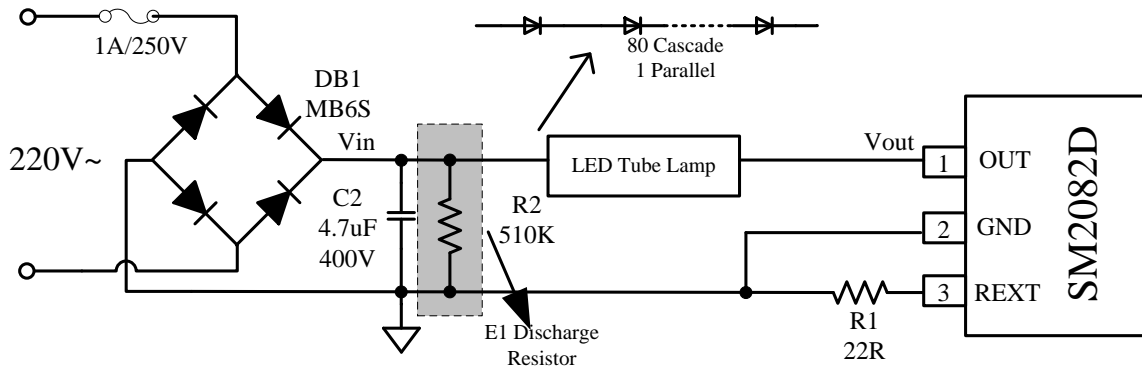 1A/250V
80 Cascade
1 Parallel
DB1
MB6S
220V~
Vin
LED Tube Lamp
Vout
1
OUT
C2
4.7uF
400V
R2
510K
2
GND
3
REXT
SM2082D
R1
22R
E1 Discharge
Resistor